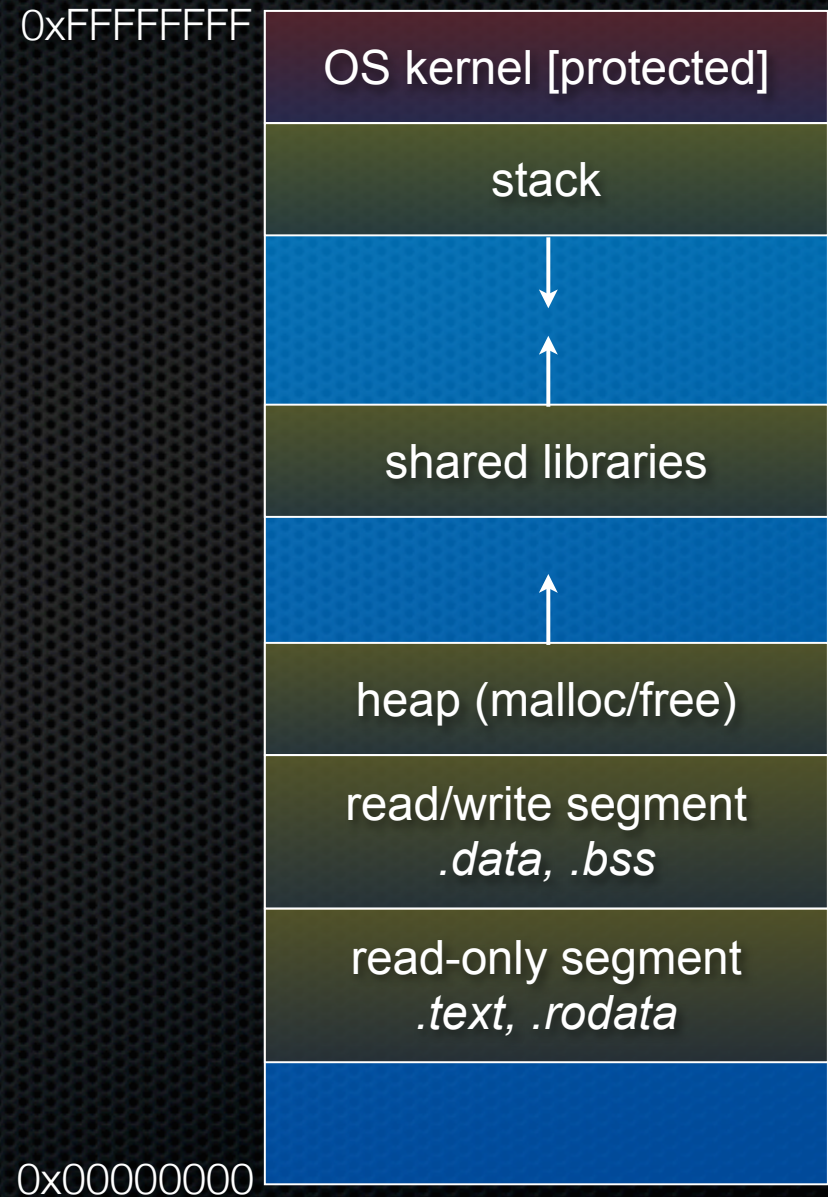 0xFFFFFFFF
OS kernel [protected]
stack
shared libraries
heap (malloc/free)
read/write segment
.data, .bss
read-only segment
.text, .rodata
0x00000000